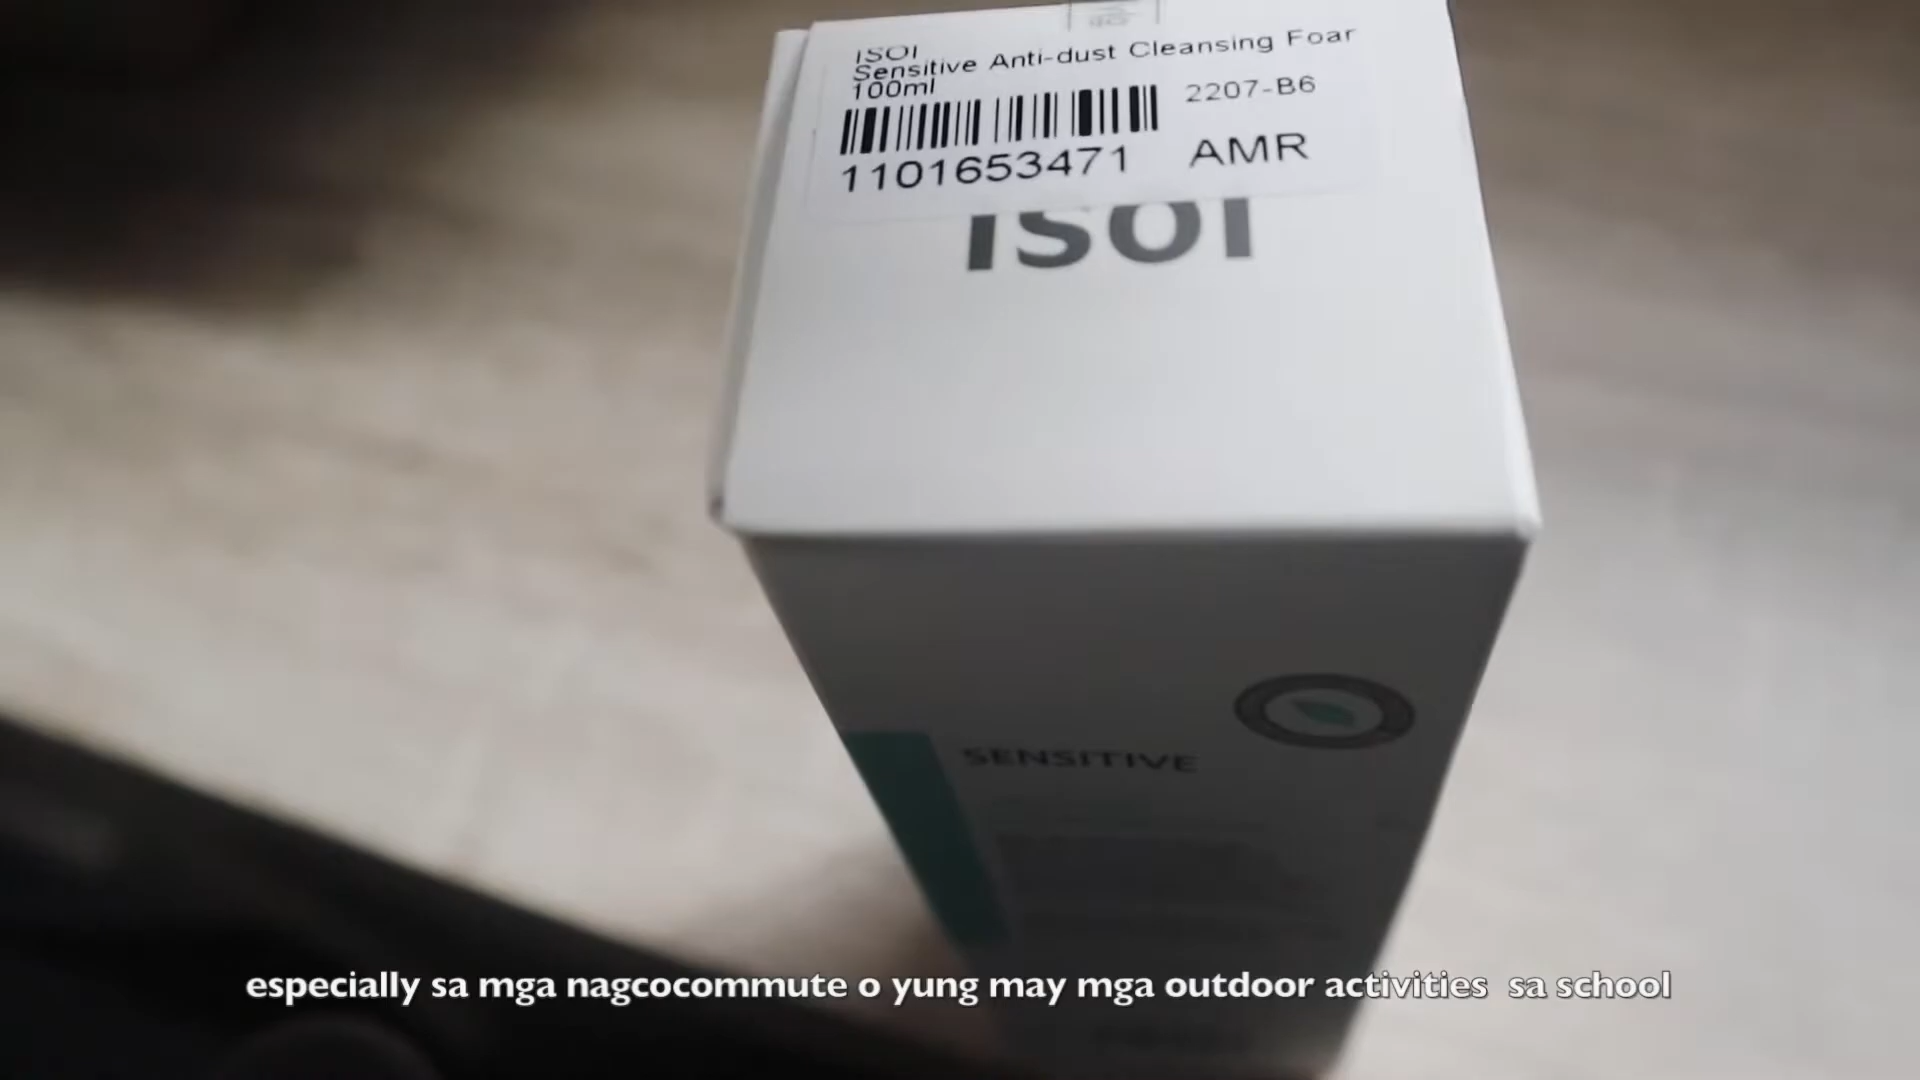 ISOI
Sensitive Anti-dust Cleansing Foar
100ml
2207-B6
1101653471 AMR
ISOI
SENSITIVE
especially sa mga nagcocommute o yung may mga outdoor activities sa school